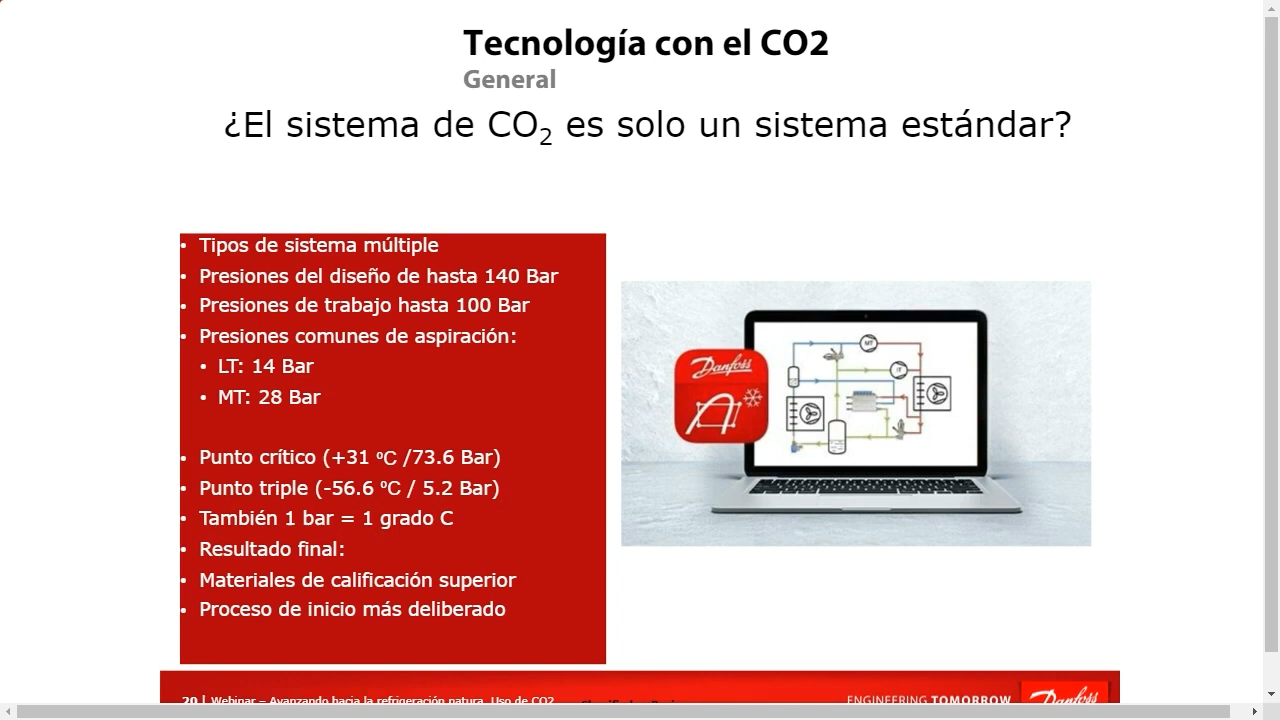 Tecnología con el CO2
General
¿El sistema de CO₂ es solo un sistema estándar?
• Tipos de sistema múltiple
• Presiones del diseño de hasta 140 Bar
• Presiones de trabajo hasta 100 Bar
• Presiones comunes de aspiración:
• LT: 14 Bar
• MT: 28 Bar
• Punto crítico (+31 ºC /73.6 Bar)
• Punto triple (-56.6 ºC / 5.2 Bar)
• También 1 bar = 1 grado C
• Resultado final:
• Materiales de calificación superior
• Proceso de inicio más deliberado
Danfoss
MT
20 | Webinar – Avanzando hacia la refrigeración natura. Uso de CO2
ENGINEERING TOMORROW
Danfoss